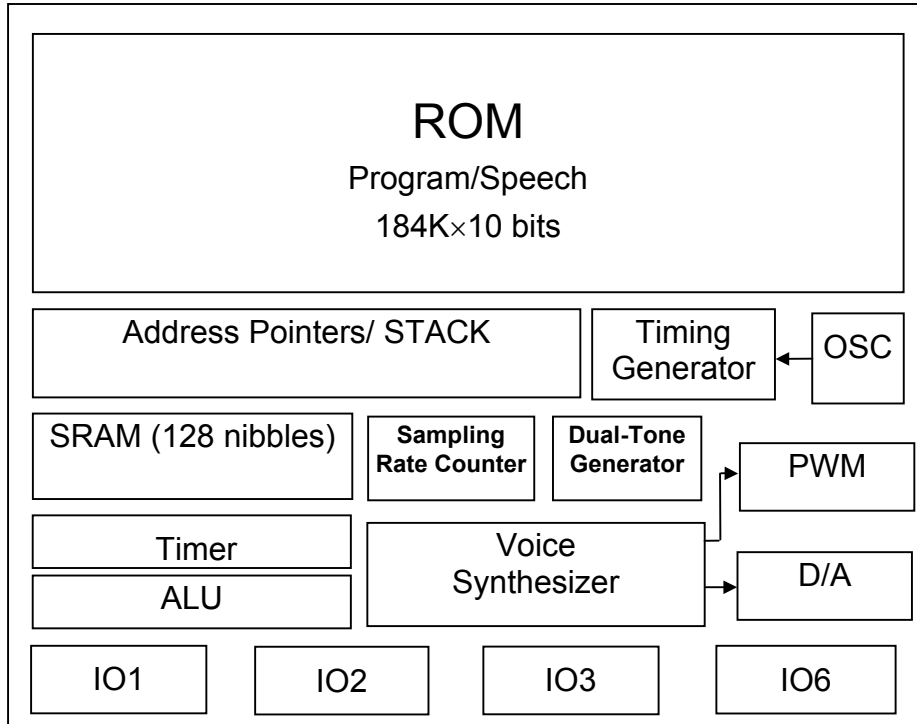 ROM
Program/Speech
184K×10 bits
Address Pointers/ STACK
Timing
Generator
OSC
SRAM (128 nibbles)
Sampling
Rate Counter
Dual-Tone
Generator
PWM
Timer
Voice
Synthesizer
D/A
ALU
IO1
IO2
IO3
IO6